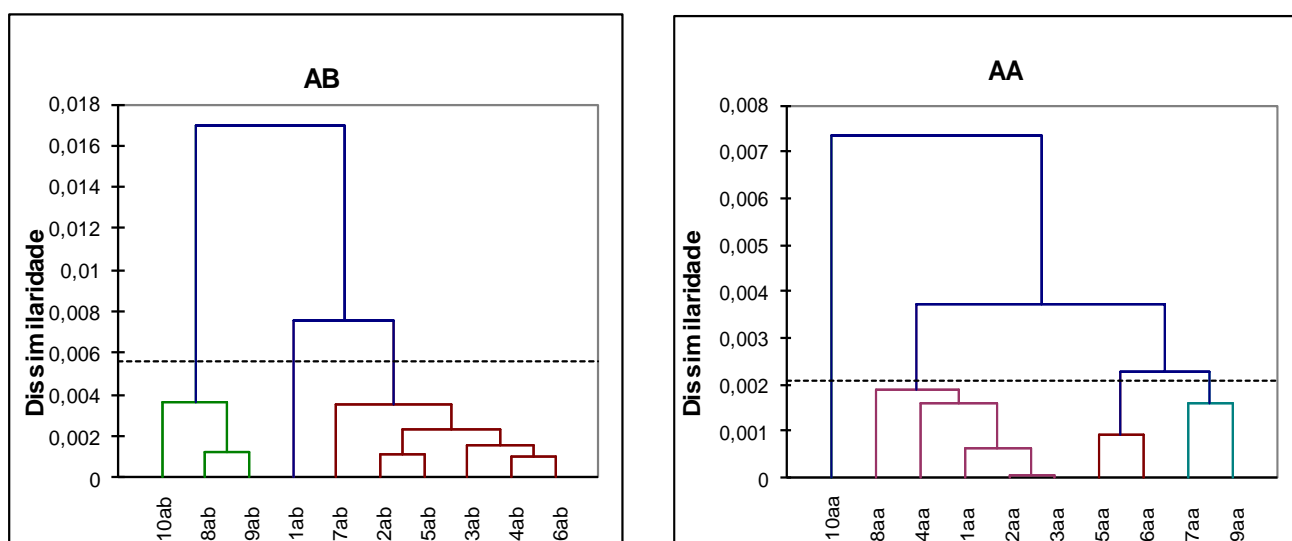 AB
Dissimilaridade
0,018
0,016
0,014
0,012
0,01
0,008
0,006
0,004
0,002
0
10ab
8ab
9ab
1ab
7ab
2ab
5ab
3ab
4ab
6ab
AA
Dissimilaridade
0,008
0,007
0,006
0,005
0,004
0,003
0,002
0,001
0
10aa
8aa
4aa
1aa
2aa
3aa
5aa
6aa
7aa
9aa